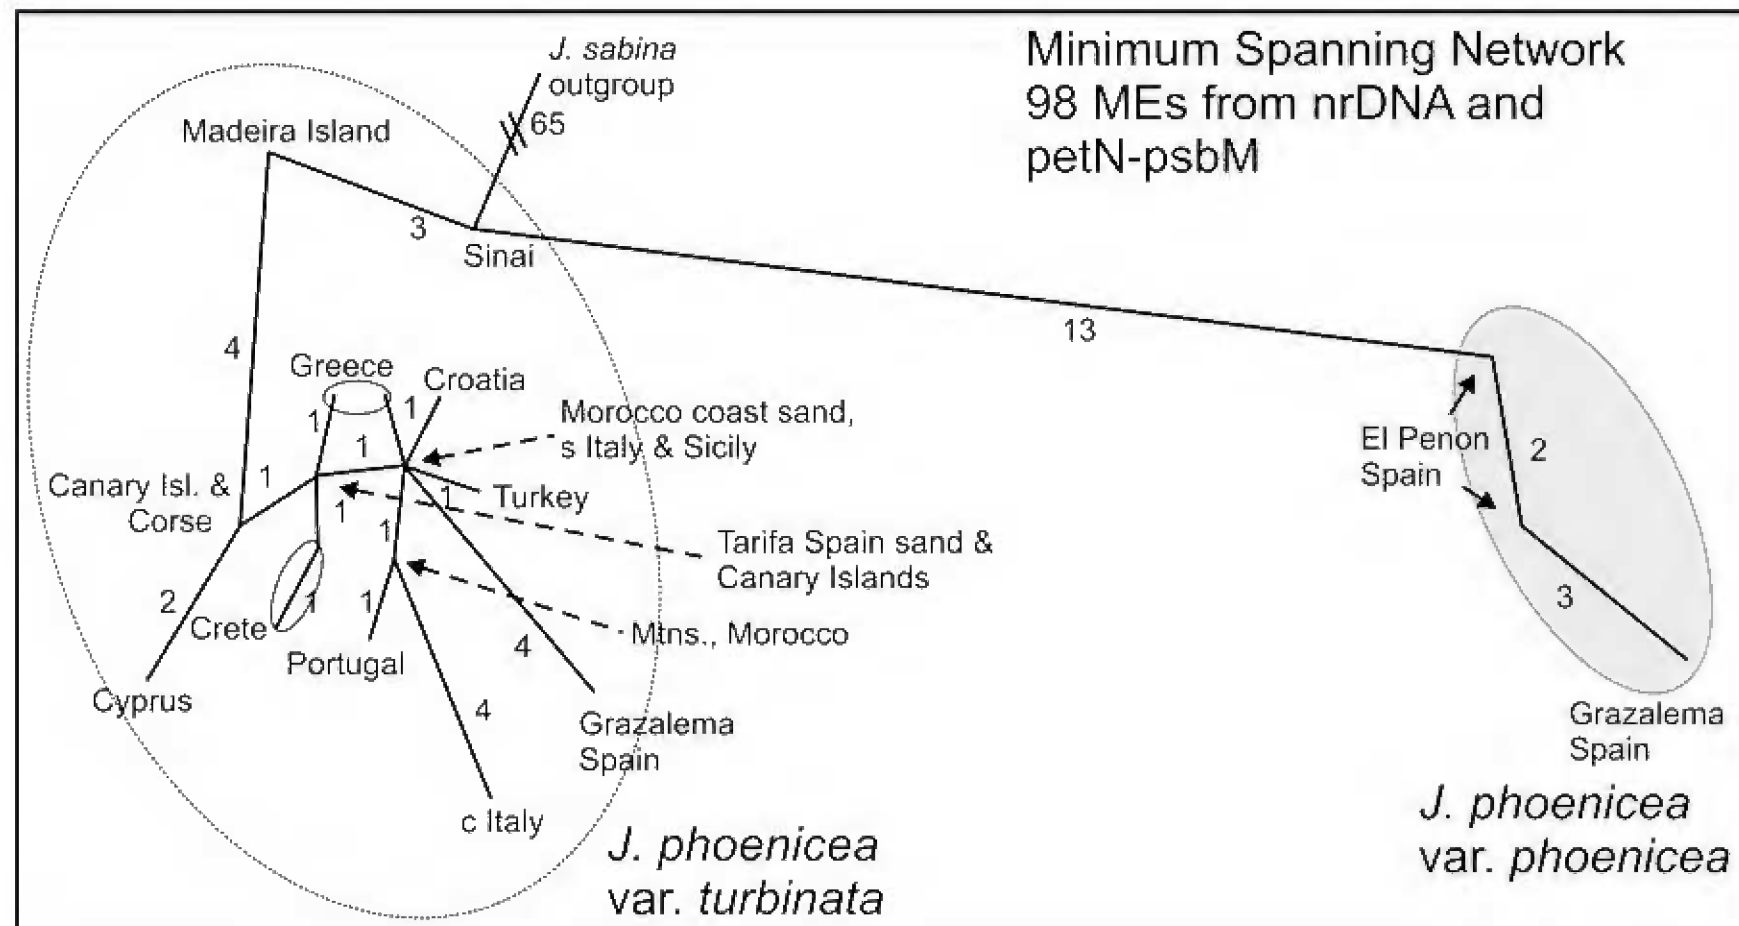 Minimum Spanning Network
98 MEs from nrDNA and
petN-psbM
J. sabina
outgroup
65
Madeira Island
3
Sinai
13
4
Greece
Croatia
1
1
1
Morocco coast sand,
s Italy & Sicily
Canary Isl. &
Corse
1
1
1
1
Turkey
Tarifa Spain sand &
Canary Islands
2
Crete
1
1
Portugal
Mtns., Morocco
4
Cyprus
4
Grazalema
Spain
c Italy
J. phoenicea
var. turbinata
El Penon
Spain
2
3
Grazalema
Spain
J. phoenicea
var. phoenicea